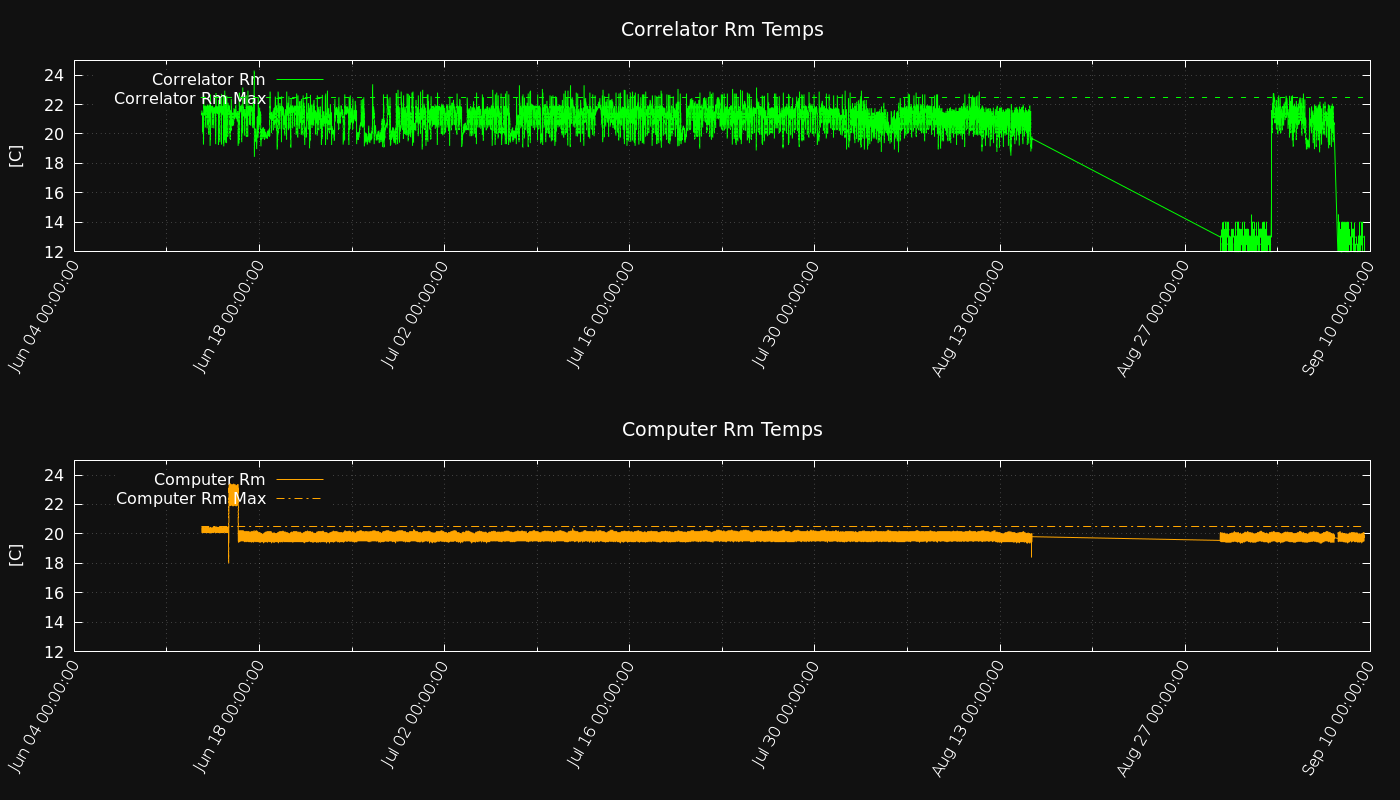 Correlator Rm Temps
Correlator Rm
Correlator Rm Max
24
22
20
18
16
14
12
[C]
Jun 04 00:00:00
Jun 18 00:00:00
Jul 02 00:00:00
Jul 16 00:00:00
Jul 30 00:00:00
Aug 13 00:00:00
Aug 27 00:00:00
Sep 10 00:00:00
Computer Rm Temps
Computer Rm
Computer Rm Max
24
22
20
18
16
14
12
[C]
Jun 04 00:00:00
Jun 18 00:00:00
Jul 02 00:00:00
Jul 16 00:00:00
Jul 30 00:00:00
Aug 13 00:00:00
Aug 27 00:00:00
Sep 10 00:00:00